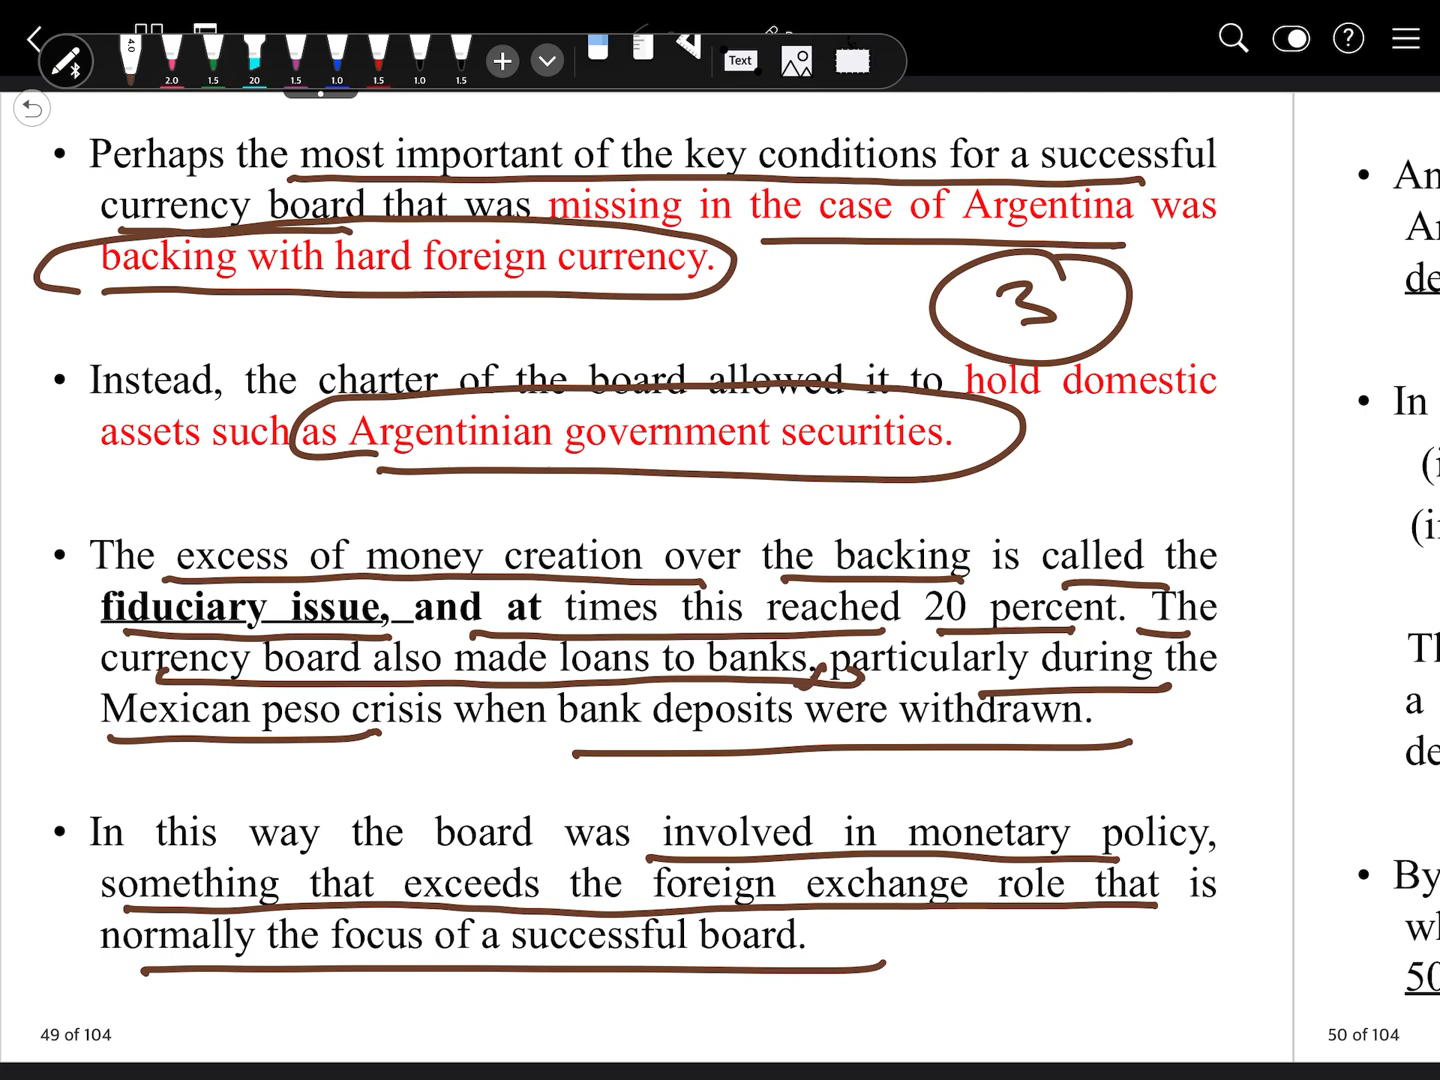 4.0
2.0
1.5
20
1.5
1.0
1.5
1.0
1.5
Text
• Perhaps the most important of the key conditions for a successful
currency board that was missing in the case of Argentina was
backing with hard foreign currency.
3
• Instead, the charter of the board allowed it to hold domestic
assets such as Argentinian government securities.
• The excess of money creation over the backing is called the
fiduciary issue, and at times this reached 20 percent. The
currency board also made loans to banks, particularly during the
Mexican peso crisis when bank deposits were withdrawn.
• In this way the board was involved in monetary policy,
something that exceeds the foreign exchange role that is
normally the focus of a successful board.
49 of 104
• An
Ar
de
• In
(i
(i
Th
a
de
• By
wh
50
50 of 104